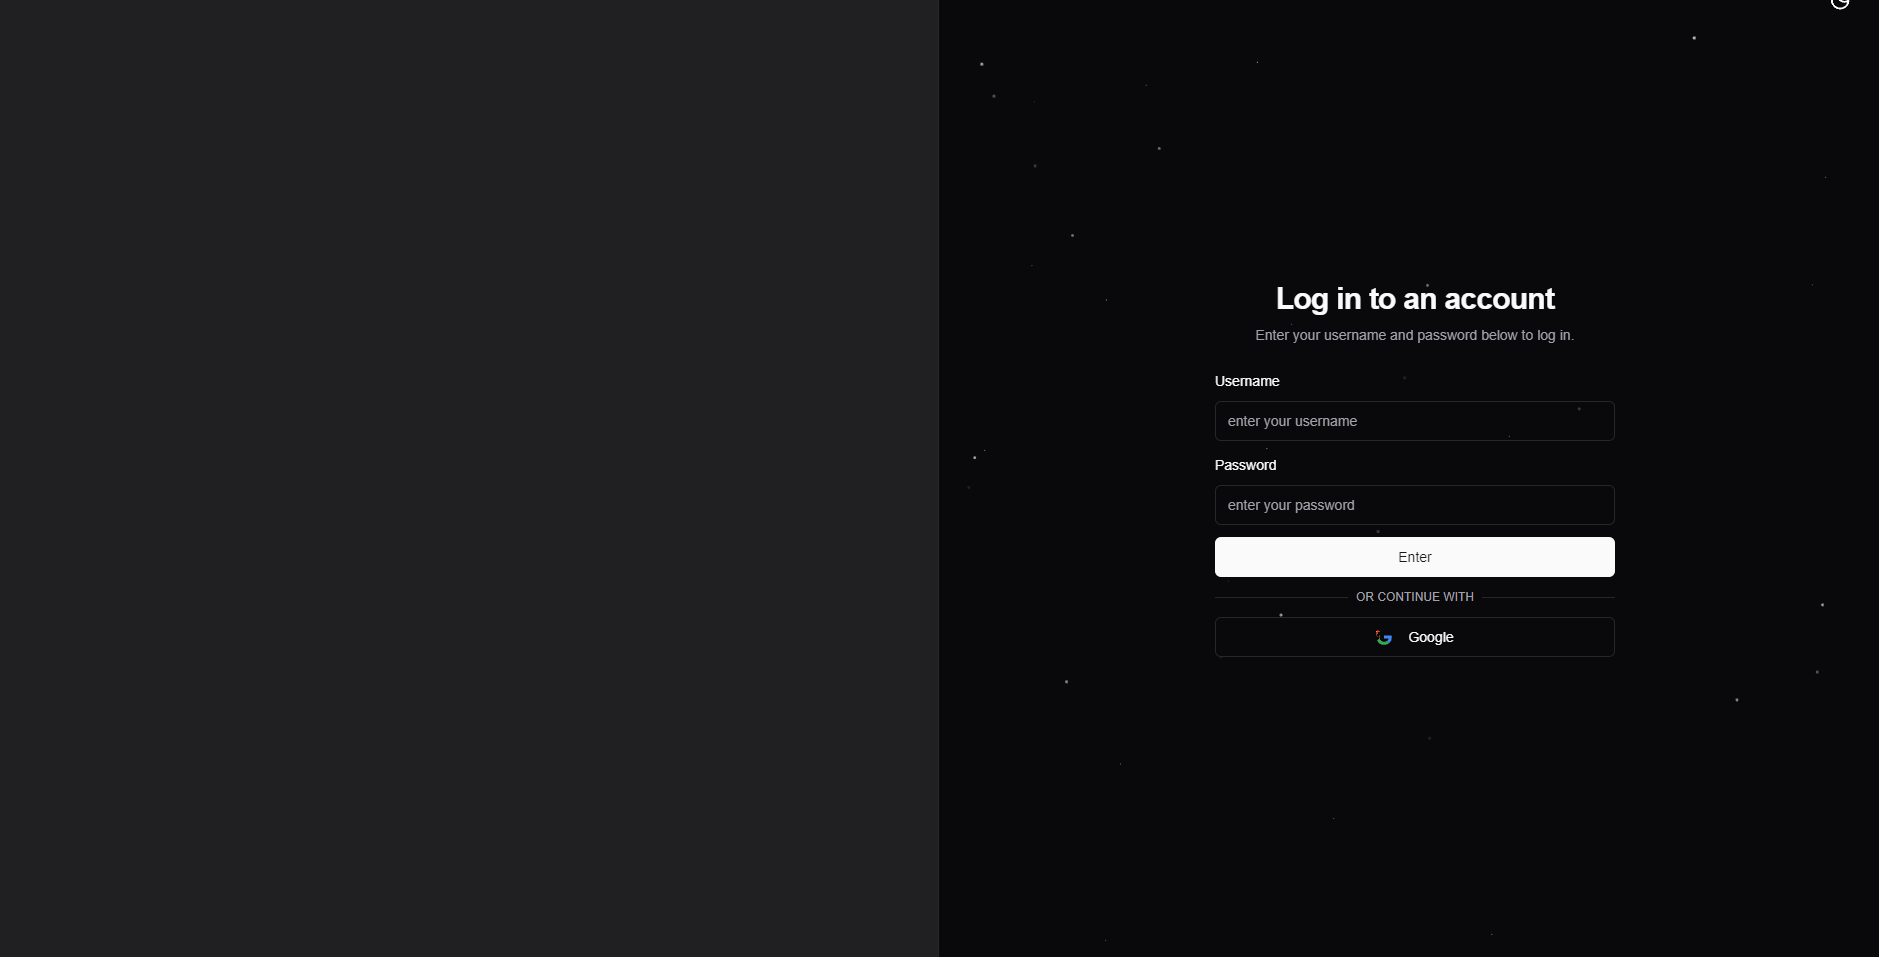 Log in to an account
Enter your username and password below to log in.
Username
enter your username
Password
enter your password
Enter
OR CONTINUE WITH
Google